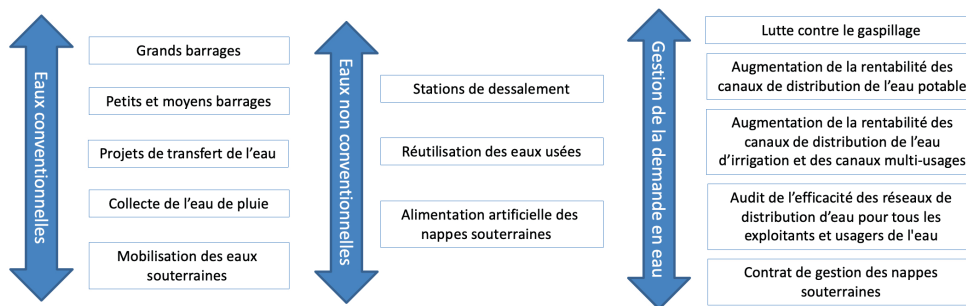 Eaux conventionnelles
Grands barrages
Petits et moyens barrages
Projets de transfert de l’eau
Collecte de l’eau de pluie
Mobilisation des eaux
souterraines
Eaux non conventionnelles
Stations de dessalement
Réutilisation des eaux usées
Alimentation artificielle des
nappes souterraines
Gestion de la demande en eau
Lutte contre le gaspillage
Augmentation de la rentabilité des
canaux de distribution de l’eau potable
Augmentation de la rentabilité des
canaux de distribution de l’eau
d’irrigation et des canaux multi-usages
Audit de l’efficacité des réseaux de
distribution d’eau pour tous les
exploitants et usagers de l'eau
Contrat de gestion des nappes
souterraines